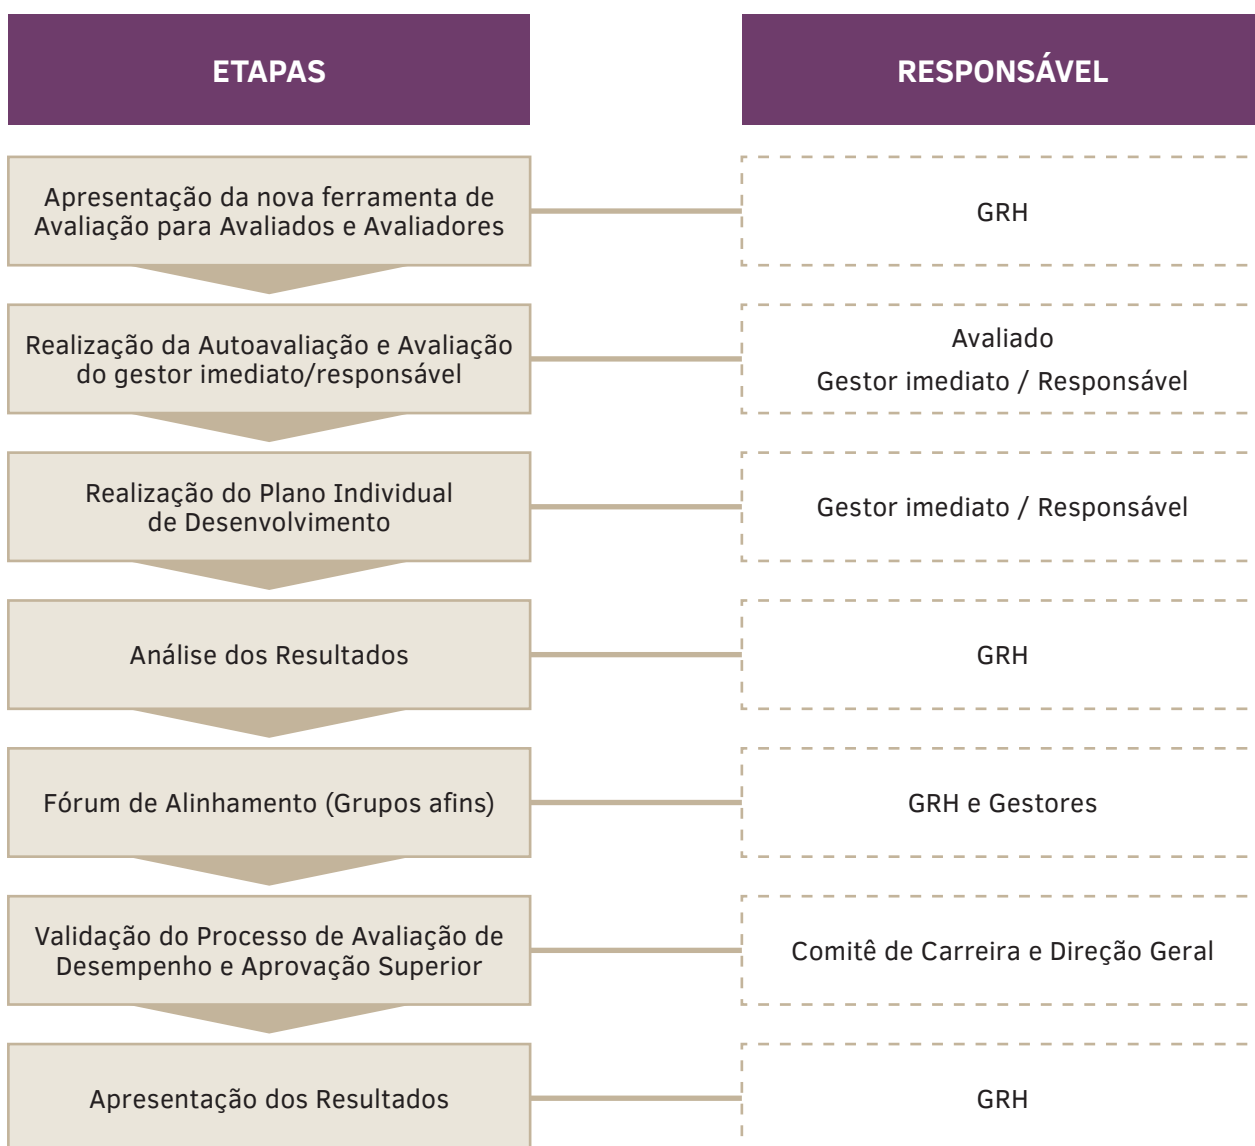 ETAPAS
RESPONSÁVEL
Apresentação da nova ferramenta de
Avaliação para Avaliados e Avaliadores
GRH
Realização da Autoavaliação e Avaliação
do gestor imediato/responsável
Avaliado
Gestor imediato / Responsável
Realização do Plano Individual
de Desenvolvimento
Gestor imediato / Responsável
Análise dos Resultados
GRH
Fórum de Alinhamento (Grupos afins)
GRH e Gestores
Validação do Processo de Avaliação de
Desempenho e Aprovação Superior
Comitê de Carreira e Direção Geral
Apresentação dos Resultados
GRH